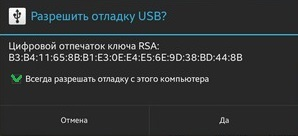 Разрешить отладку USB?
Цифровой отпечаток ключа RSA:
B3:B4:11:65:8B:B1:E3:0E:E4:E5:6E:9D:38:BD:44:8B
Всегда разрешать отладку с этого компьютера
Отмена
Да